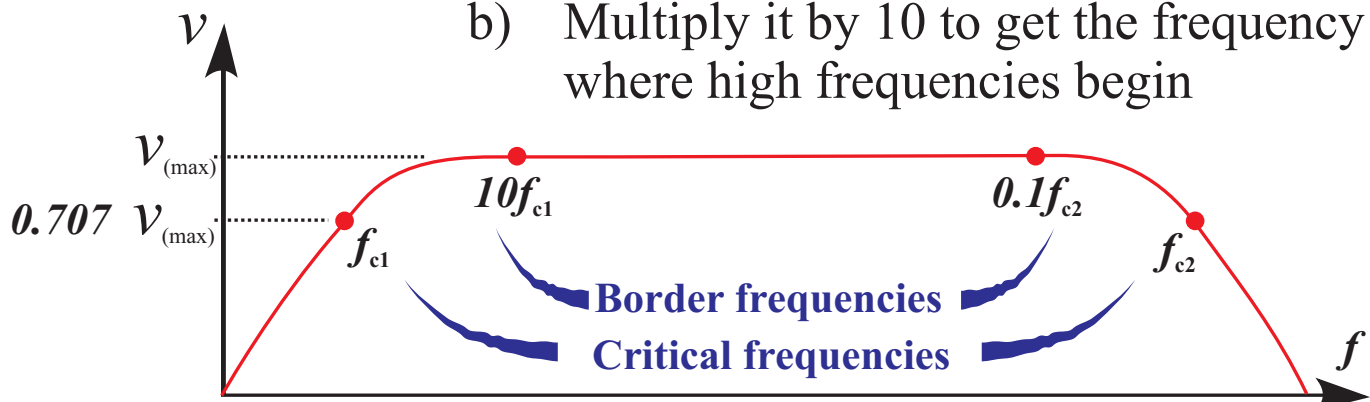 v
b) Multiply it by 10 to get the frequency
where high frequencies begin
v(max)
10fc1
0.1fc2
0.707 v(max)
fc1
fc2
Border frequencies
Critical frequencies
f